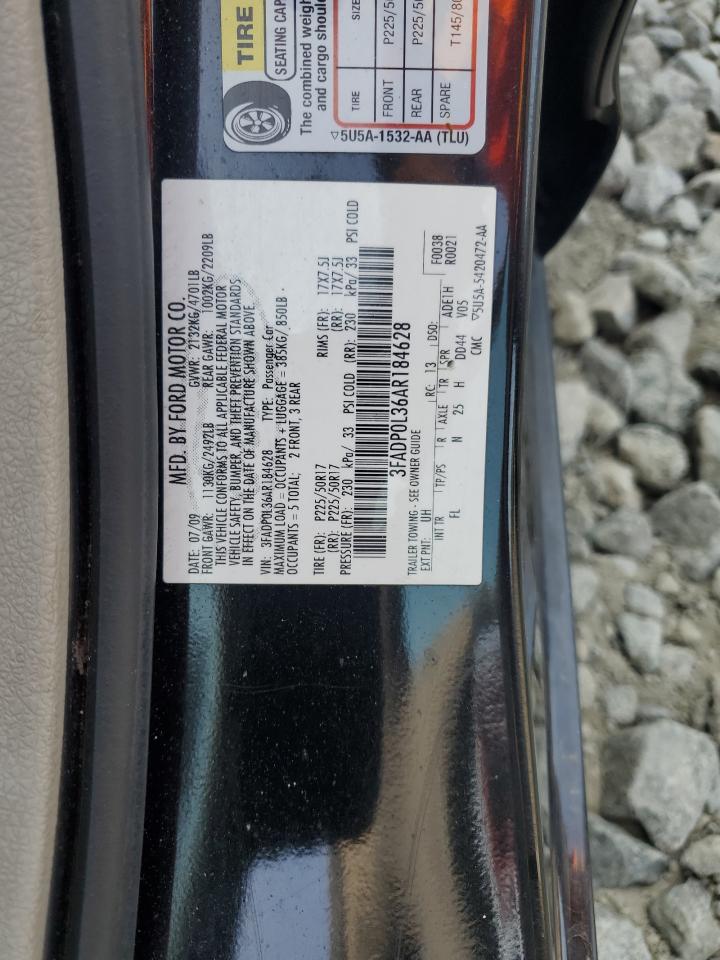 MFD. BY FORD MOTOR CO.
DATE: 07/09 GVWR: 2132KG/4701LB
FRONT GAWR: 1130KG/2492LB REAR GAWR: 1002KG/2209LB
THIS VEHICLE CONFORMS TO ALL APPLICABLE FEDERAL MOTOR
VEHICLE SAFETY, BUMPER, AND THEFT PREVENTION STANDARDS
IN EFFECT ON THE DATE OF MANUFACTURE SHOWN ABOVE.
VIN: 3FADP0L36AR184628 TYPE: Passenger Car
MAXIMUM LOAD = OCCUPANTS + LUGGAGE = 385KG/ 850LB
OCCUPANTS = 5 TOTAL; 2 FRONT, 3 REAR
TIRE (FR): P225/50R17 RIMS (FR): 17X7.5J
(RR): P225/50R17 (RR): 17X7.5J
PRESSURE (FR): 230 kPa/ 33 PSI COLD (RR): 230 kPa/ 33 PSI COLD
3FADP0L36AR184628
TRAILER TOWING - SEE OWNER GUIDE
F0038
R0021
EXT PNT: UH RC: 13 DSO:
INT TR TP/PS R AXLE TR SPR ADE1H
FL N 25 H DD44 V05
CMC ▽5U5A-5420472-AA
TIRE
SEATING CAP
The combined weigh
and cargo shoul
TIRE SIZE
FRONT P225/50
REAR P225/50
SPARE T145/80
▽5U5A-1532-AA (TLU)